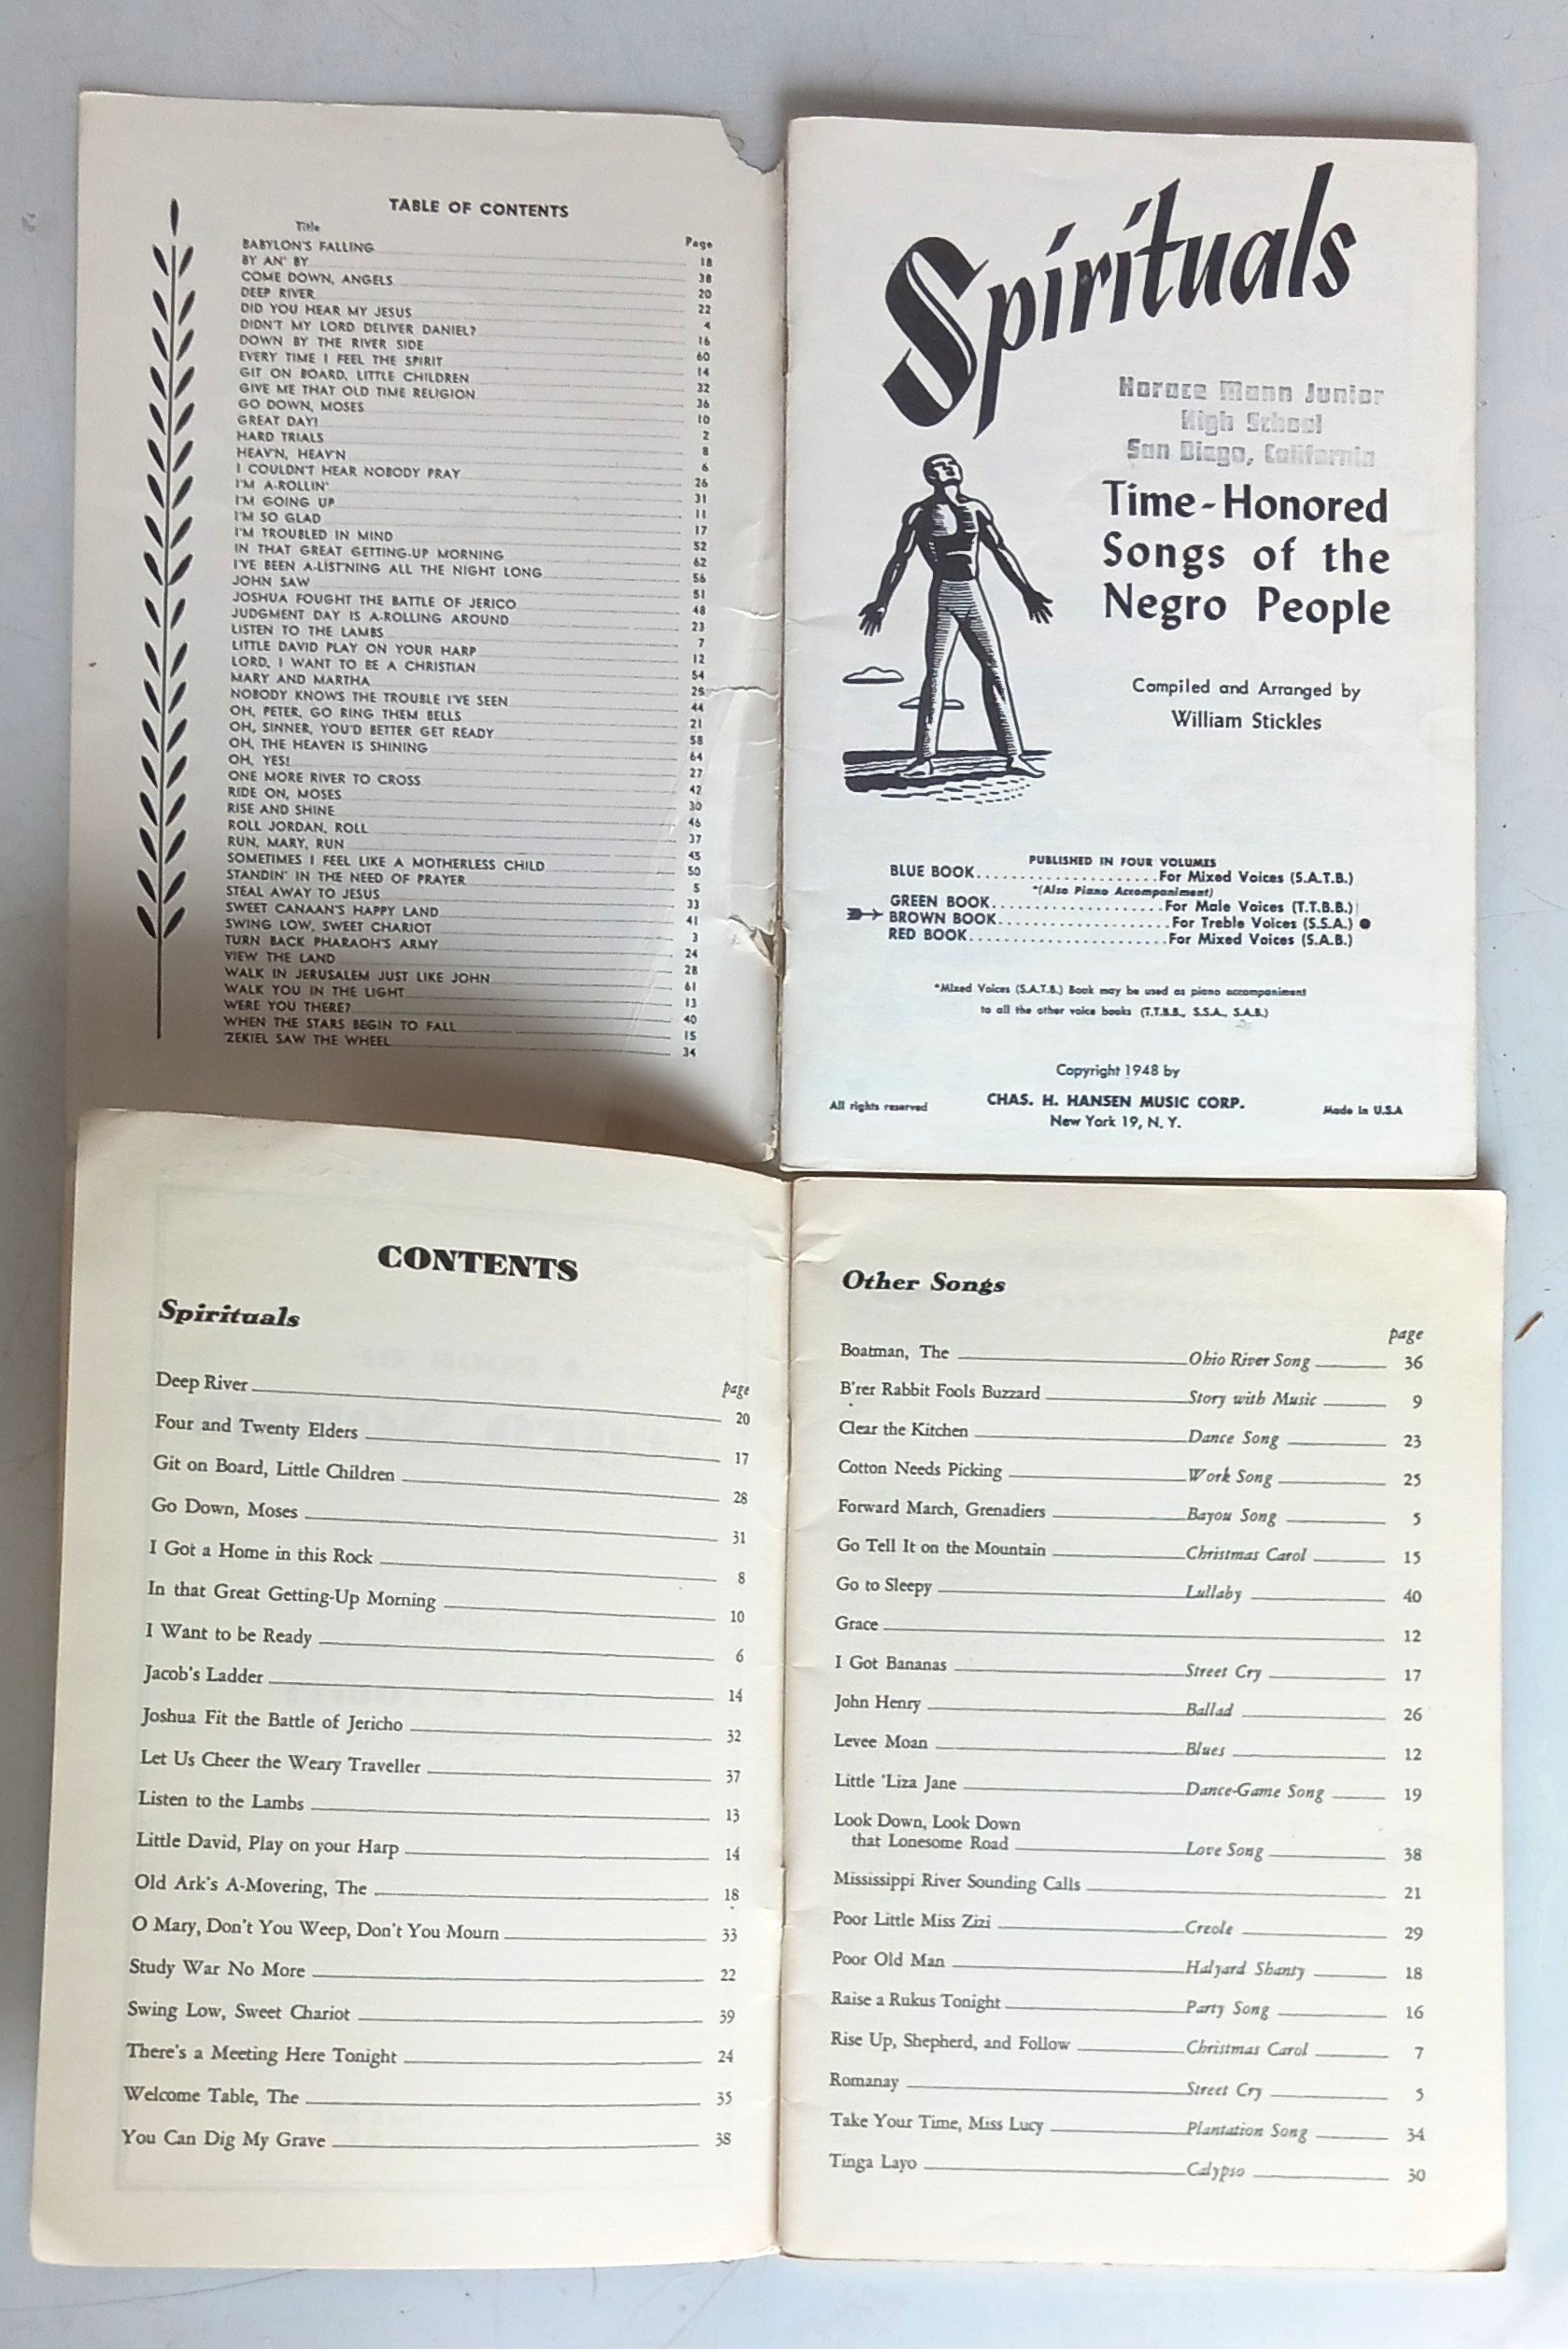 TABLE OF CONTENTS
Title Page
BABYLON'S FALLING 18
BY AN' BY 38
COME DOWN, ANGELS 20
DEEP RIVER 22
DID YOU HEAR MY JESUS 4
DIDN'T MY LORD DELIVER DANIEL? 16
DOWN BY THE RIVER SIDE 60
EVERY TIME I FEEL THE SPIRIT 14
GIT ON BOARD, LITTLE CHILDREN 32
GIVE ME THAT OLD TIME RELIGION 36
GO DOWN, MOSES 10
GREAT DAY! 2
HARD TRIALS 8
HEAV'N, HEAV'N 6
I COULDN'T HEAR NOBODY PRAY 26
I'M A-ROLLIN' 31
I'M GOING UP 11
I'M SO GLAD 17
I'M TROUBLED IN MIND 52
IN THAT GREAT GETTING-UP MORNING 62
I'VE BEEN A-LIST'NING ALL THE NIGHT LONG 56
JOHN SAW 51
JOSHUA FOUGHT THE BATTLE OF JERICO 48
JUDGMENT DAY IS A-ROLLING AROUND 23
LISTEN TO THE LAMBS 7
LITTLE DAVID PLAY ON YOUR HARP 12
LORD, I WANT TO BE A CHRISTIAN 54
MARY AND MARTHA 25
NOBODY KNOWS THE TROUBLE I'VE SEEN 44
OH, PETER, GO RING THEM BELLS 21
OH, SINNER, YOU'D BETTER GET READY 58
OH, THE HEAVEN IS SHINING 64
OH, YES! 27
ONE MORE RIVER TO CROSS 42
RIDE ON, MOSES 30
RISE AND SHINE 46
ROLL JORDAN, ROLL 37
RUN, MARY, RUN 45
SOMETIMES I FEEL LIKE A MOTHERLESS CHILD 50
STANDIN' IN THE NEED OF PRAYER 5
STEAL AWAY TO JESUS 33
SWEET CANAAN'S HAPPY LAND 41
SWING LOW, SWEET CHARIOT 3
TURN BACK PHARAOH'S ARMY 24
VIEW THE LAND 28
WALK IN JERUSALEM JUST LIKE JOHN 61
WALK YOU IN THE LIGHT 13
WERE YOU THERE? 40
WHEN THE STARS BEGIN TO FALL 15
'ZEKIEL SAW THE WHEEL 34
Spirituals
Horace Mann Junior
High School
San Diego, California
Time-Honored
Songs of the
Negro People
Compiled and Arranged by
William Stickles
PUBLISHED IN FOUR VOLUMES
BLUE BOOK......................For Mixed Voices (S.A.T.B.)
*(Also Piano Accompaniment)
GREEN BOOK.....................For Male Voices (T.T.B.B.)
BROWN BOOK.....................For Treble Voices (S.S.A.)
RED BOOK.......................For Mixed Voices (S.A.B.)
*Mixed Voices (S.A.T.B.) Book may be used as piano accompaniment
to all the other voice books (T.T.B.B., S.S.A., S.A.B.)
Copyright 1948 by
All rights reserved CHAS. H. HANSEN MUSIC CORP. Made in U.S.A
New York 19, N. Y.
CONTENTS
Spirituals
page
Deep River 20
Four and Twenty Elders 17
Git on Board, Little Children 28
Go Down, Moses 31
I Got a Home in this Rock 8
In that Great Getting-Up Morning 10
I Want to be Ready 6
Jacob's Ladder 14
Joshua Fit the Battle of Jericho 32
Let Us Cheer the Weary Traveller 37
Listen to the Lambs 13
Little David, Play on your Harp 14
Old Ark's A-Movering, The 18
O Mary, Don't You Weep, Don't You Mourn 33
Study War No More 22
Swing Low, Sweet Chariot 39
There's a Meeting Here Tonight 24
Welcome Table, The 35
You Can Dig My Grave 38
Other Songs
page
Boatman, The Ohio River Song 36
B'rer Rabbit Fools Buzzard Story with Music 9
Clear the Kitchen Dance Song 23
Cotton Needs Picking Work Song 25
Forward March, Grenadiers Bayou Song 5
Go Tell It on the Mountain Christmas Carol 15
Go to Sleepy Lullaby 40
Grace 12
I Got Bananas Street Cry 17
John Henry Ballad 26
Levee Moan Blues 12
Little 'Liza Jane Dance-Game Song 19
Look Down, Look Down
that Lonesome Road Love Song 38
Mississippi River Sounding Calls 21
Poor Little Miss Zizi Creole 29
Poor Old Man Halyard Shanty 18
Raise a Rukus Tonight Party Song 16
Rise Up, Shepherd, and Follow Christmas Carol 7
Romanay Street Cry 5
Take Your Time, Miss Lucy Plantation Song 34
Tinga Layo Calypso 30